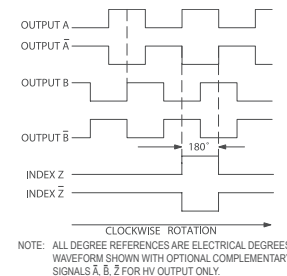 OUTPUT A
OUTPUT A̅
OUTPUT B
OUTPUT B̅
180°
INDEX Z
INDEX Z̅
CLOCKWISE ROTATION
NOTE: ALL DEGREE REFERENCES ARE ELECTRICAL DEGREES
WAVEFORM SHOWN WITH OPTIONAL COMPLEMENTARY
SIGNALS A̅, B̅, Z̅ FOR HV OUTPUT ONLY.